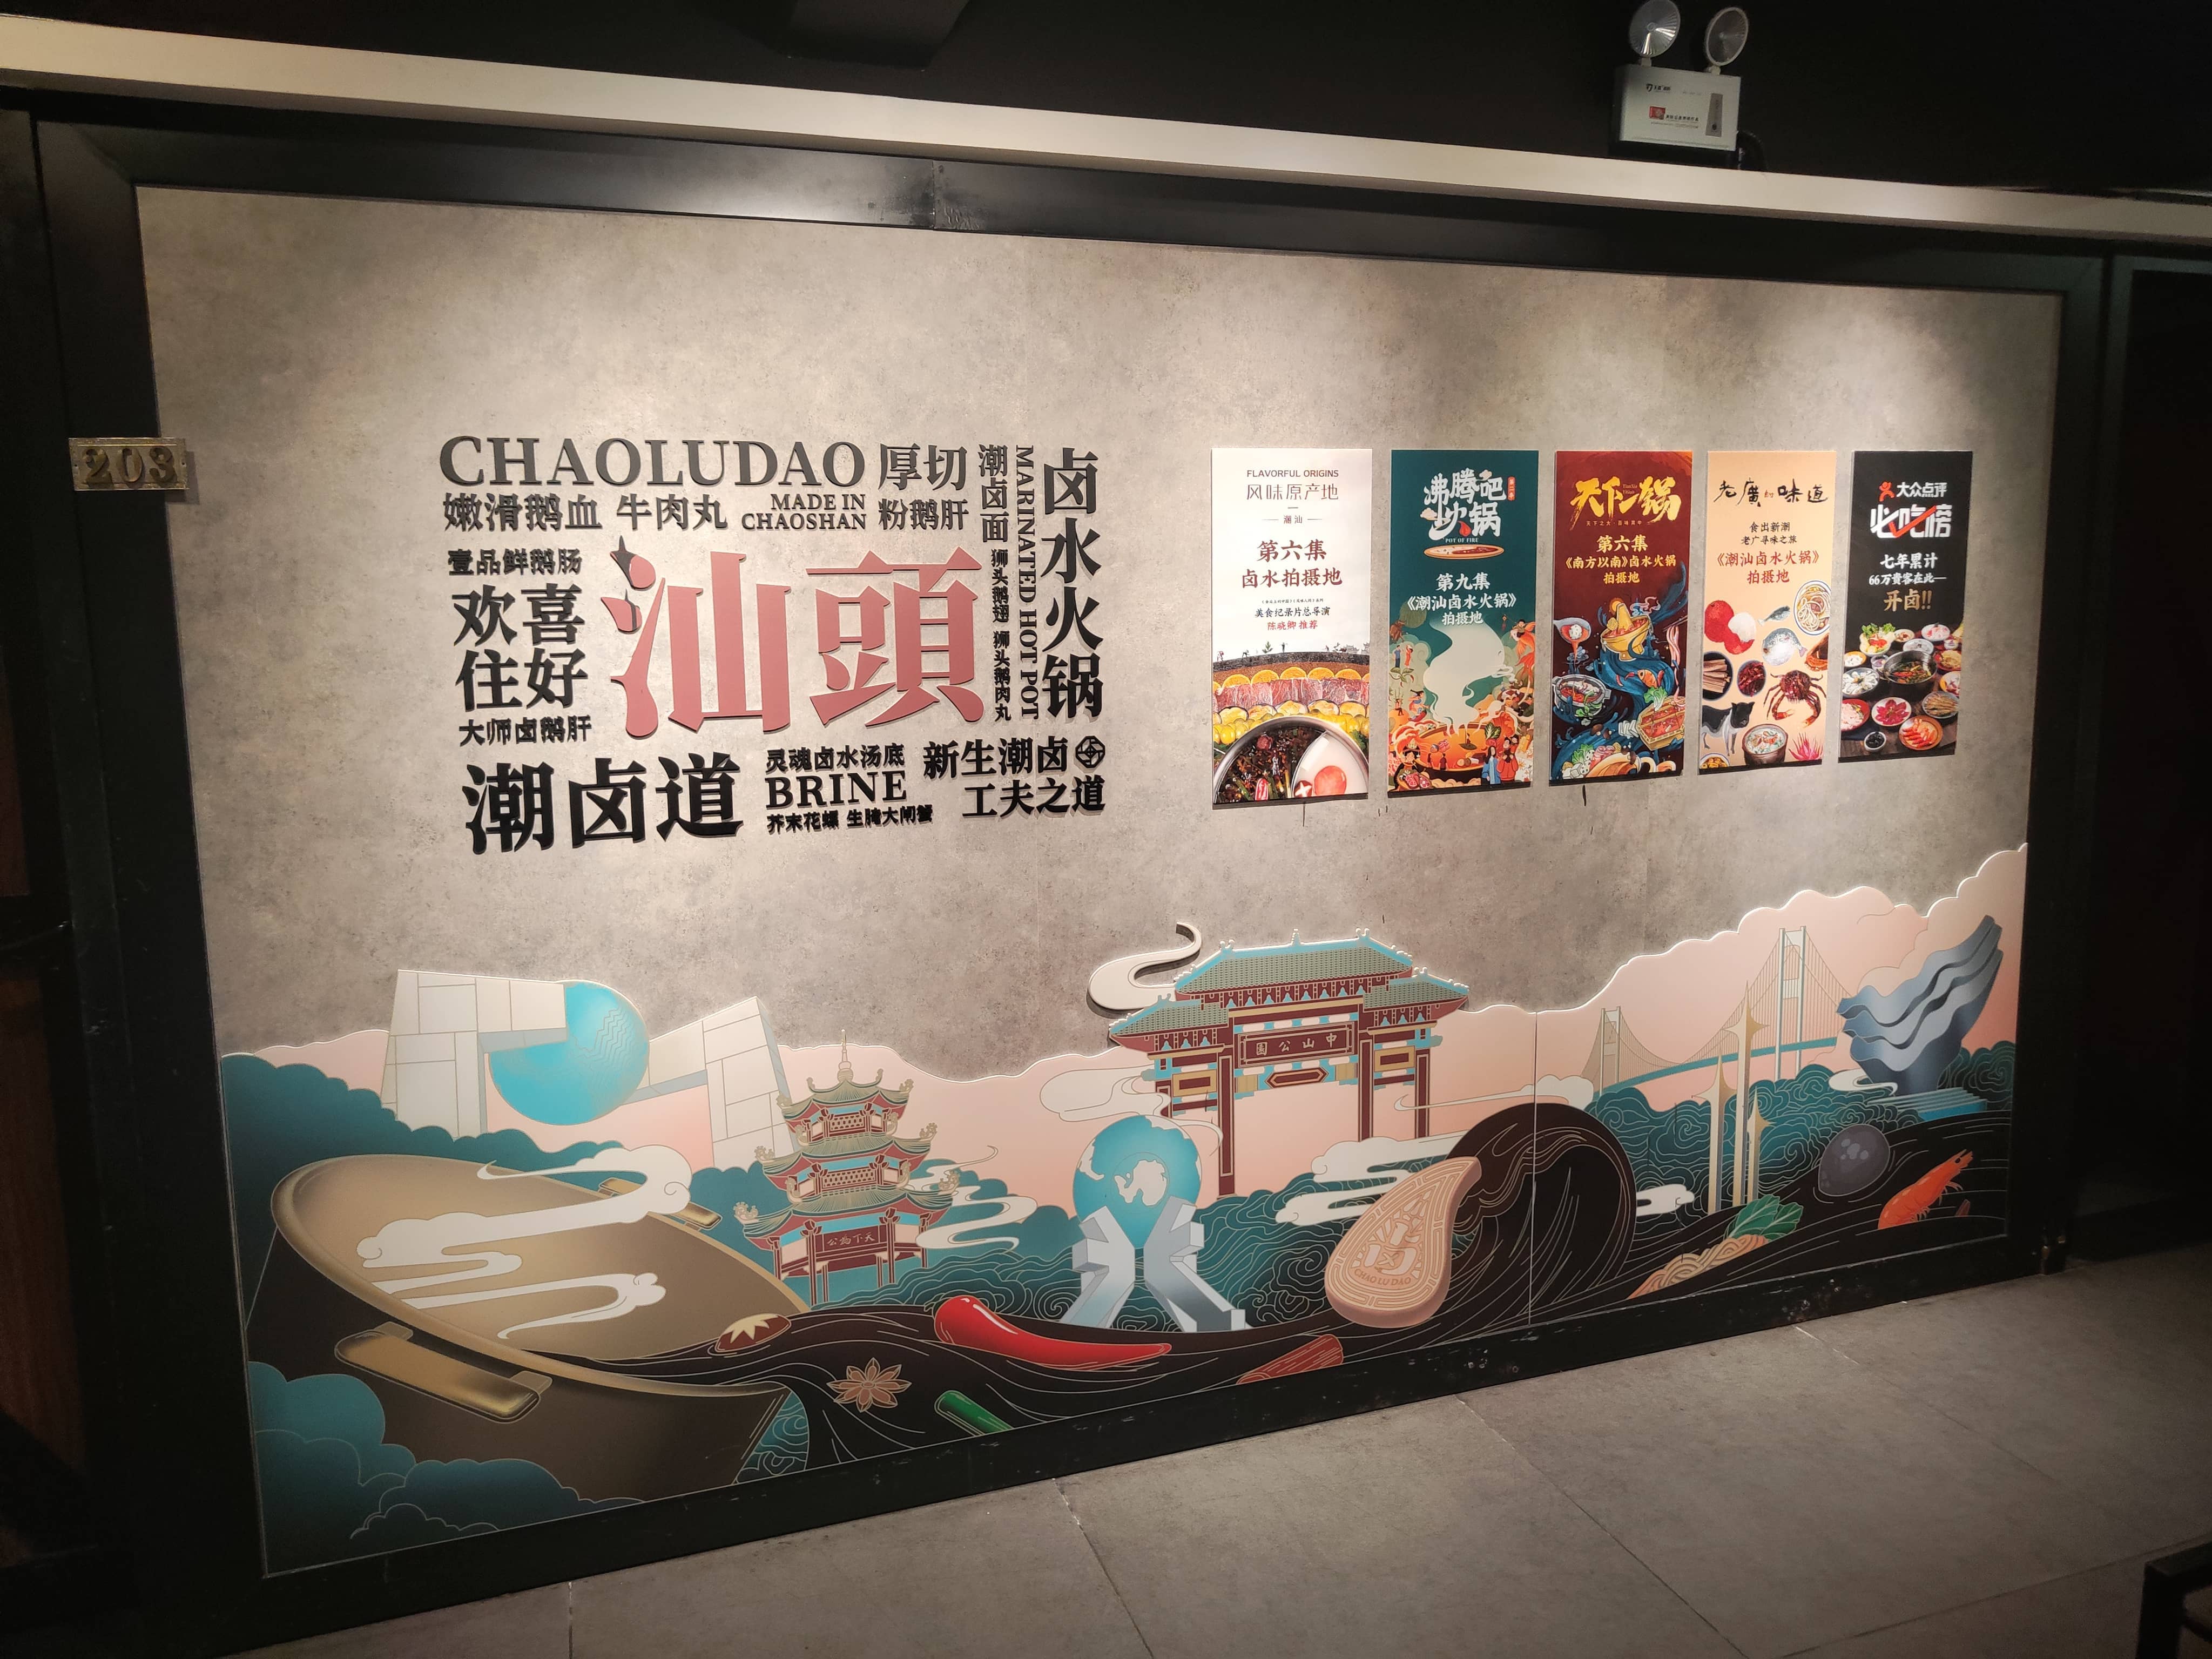 203
CHAOLUDAO
厚切
粉鹅肝
嫩滑鹅血 牛肉丸
MADE IN
CHAOSHAN
潮卤面
MARINATED HOT POT
卤水火锅
壹品鲜鹅肠
欢喜
住好
大师卤鹅肝
汕頭
狮头鹅翅 狮头鹅肉丸
潮卤道
灵魂卤水汤底
BRINE
芥末花螺 生腌大闸蟹
新生潮卤
工夫之道
FLAVORFUL ORIGINS
风味原产地
潮汕
第六集
卤水拍摄地
美食纪录片总导演
陈晓卿 推荐
沸腾吧
火锅
POT OF FIRE
第九集
《潮汕卤水火锅》
拍摄地
天下一锅
第六集
《南方以南》卤水火锅
拍摄地
老廣的味道
食出新潮
老广寻味之旅
《潮汕卤水火锅》
拍摄地
大众点评
必吃榜
七年累计
66万贵客在此一
开卤!!
園公山中
公為下天
CHAO LU DAO